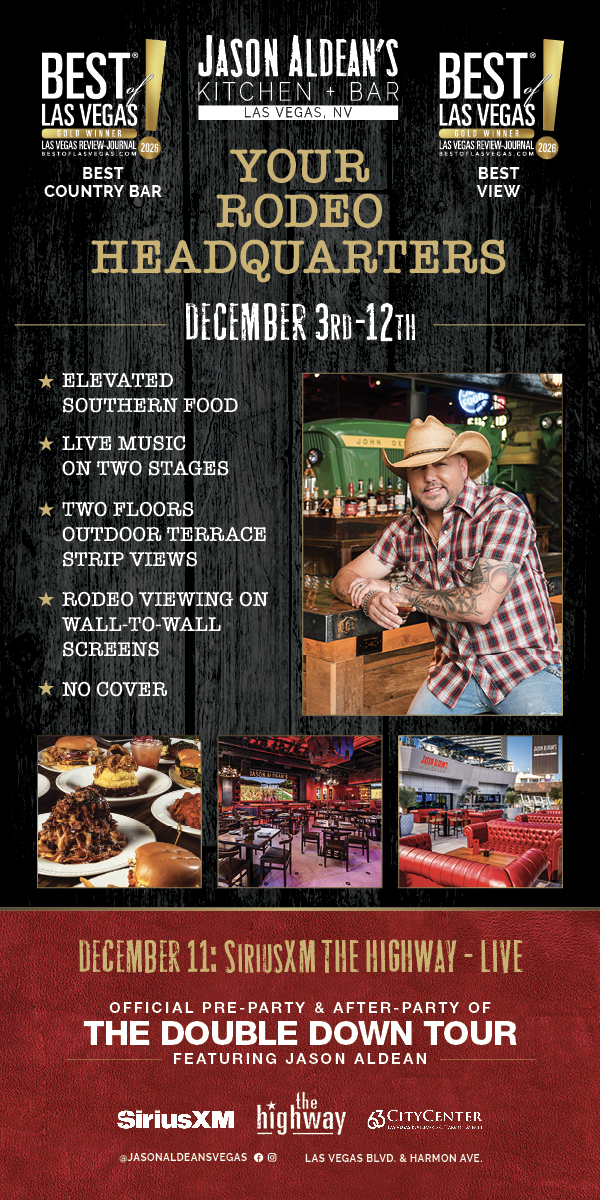 BEST®
of
LAS VEGAS
GOLD WINNER
LAS VEGAS REVIEW-JOURNAL
BESTOFLASVEGAS.COM
2026
BEST
COUNTRY BAR
JASON ALDEAN'S
KITCHEN + BAR
LAS VEGAS, NV
BEST®
of
LAS VEGAS
GOLD WINNER
LAS VEGAS REVIEW-JOURNAL
BESTOFLASVEGAS.COM
2026
BEST
VIEW
YOUR
RODEO
HEADQUARTERS
DECEMBER 3RD-12TH
★ ELEVATED
SOUTHERN FOOD
★ LIVE MUSIC
ON TWO STAGES
★ TWO FLOORS
OUTDOOR TERRACE
STRIP VIEWS
★ RODEO VIEWING ON
WALL-TO-WALL
SCREENS
★ NO COVER
JOHN DE
JASON ALDEAN'S
JASON ALDEAN'S
DECEMBER 11: SIRIUSXM THE HIGHWAY - LIVE
OFFICIAL PRE-PARTY & AFTER-PARTY OF
THE DOUBLE DOWN TOUR
FEATURING JASON ALDEAN
SiriusXM
the
highway
CITYCENTER
@JASONALDEANSVEGAS
LAS VEGAS BLVD. & HARMON AVE.